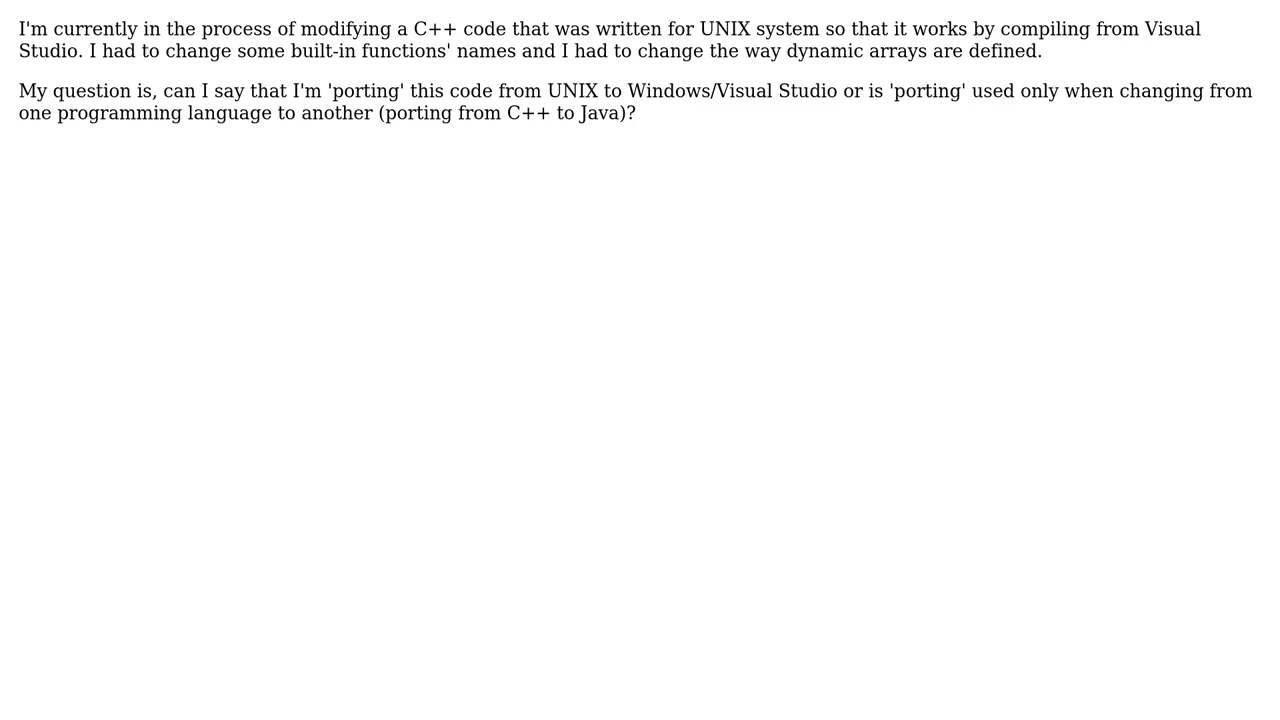 I'm currently in the process of modifying a C++ code that was written for UNIX system so that it works by compiling from Visual
Studio. I had to change some built-in functions' names and I had to change the way dynamic arrays are defined.
My question is, can I say that I'm 'porting' this code from UNIX to Windows/Visual Studio or is 'porting' used only when changing from
one programming language to another (porting from C++ to Java)?